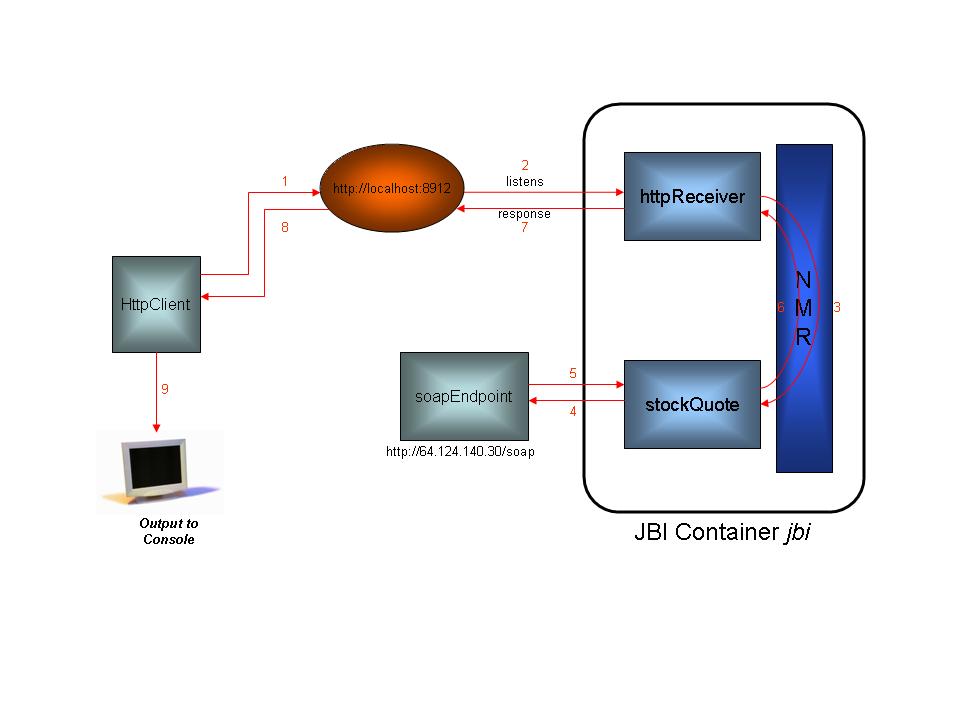 1
http://localhost:8912
2
listens
response
7
8
httpReceiver
HttpClient
N
M
R
6
3
9
soapEndpoint
http://64.124.140.30/soap
5
4
stockQuote
Output to
Console
JBI Container jbi